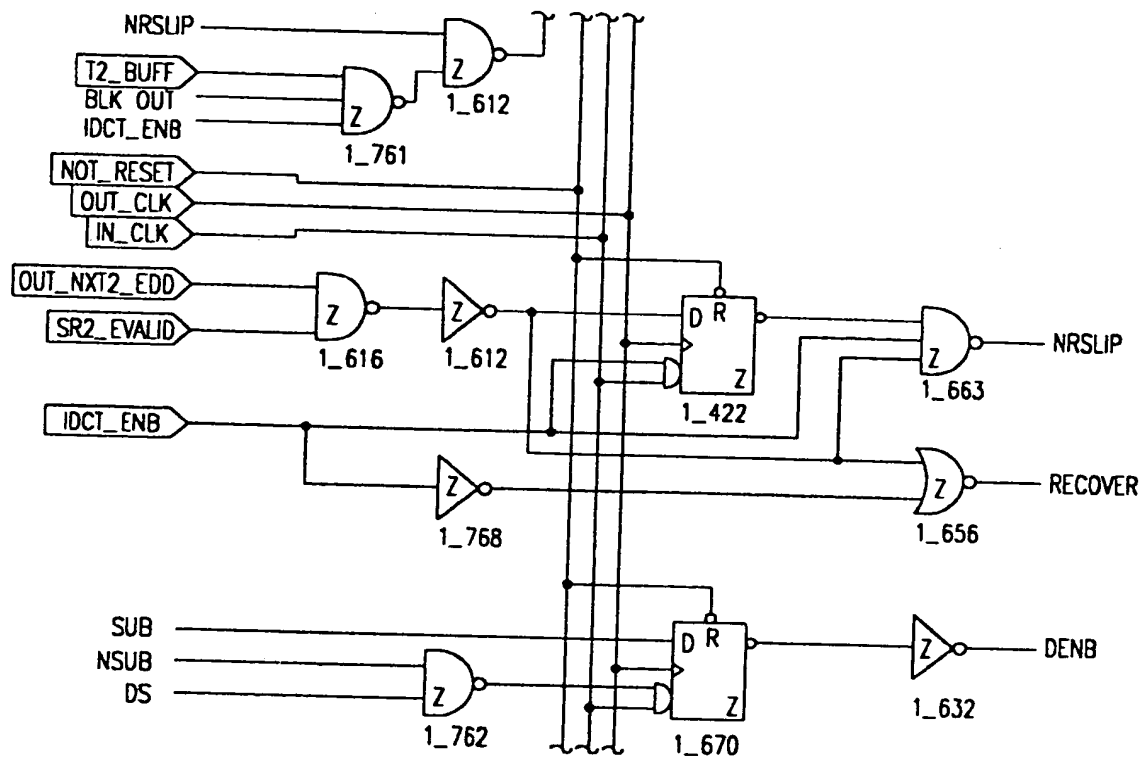 NRSLIP
T2_BUFF
BLK OUT
IDCT_ENB
Z
1_761
Z
1_612
NOT_RESET
OUT_CLK
IN_CLK
OUT_NXT2_EDD
SR2_EVALID
Z
1_616
Z
1_612
D R
Z
1_422
Z
1_663
NRSLIP
IDCT_ENB
Z
1_768
Z
1_656
RECOVER
SUB
NSUB
DS
Z
1_762
D R
Z
1_670
Z
1_632
DENB